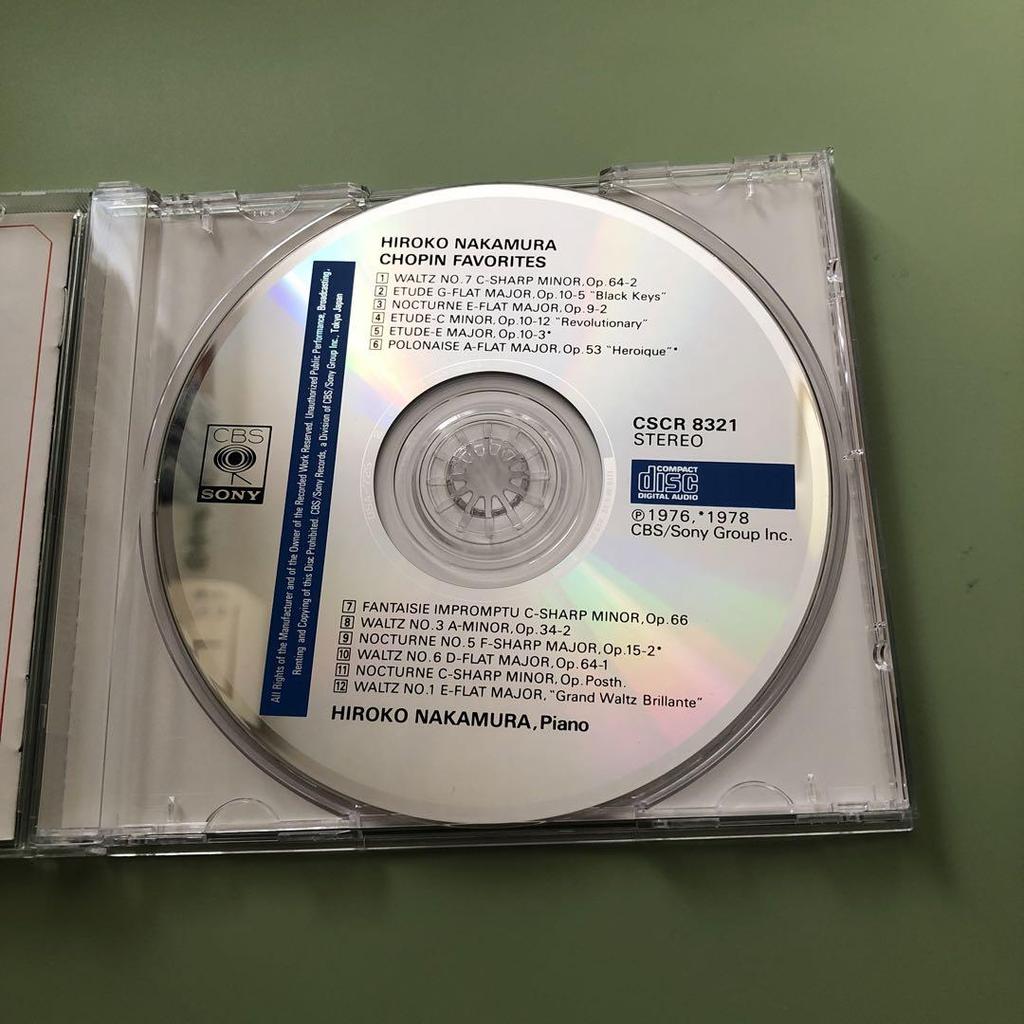 HIROKO NAKAMURA
CHOPIN FAVORITES
1 WALTZ NO.7 C-SHARP MINOR, Op. 64-2
2 ETUDE G-FLAT MAJOR, Op. 10-5 "Black Keys"
3 NOCTURNE E-FLAT MAJOR, Op. 9-2
4 ETUDE-C MINOR, Op. 10-12 "Revolutionary"
5 ETUDE-E MAJOR, Op. 10-3*
6 POLONAISE A-FLAT MAJOR, Op. 53 "Heroique"*
All Rights of the Manufacturer and of the Owner of the Recorded Work Reserved. Unauthorized Public Performance, Broadcasting,
Renting and Copying of this Disc Prohibited. CBS/Sony Records, a Division of CBS/Sony Group Inc., Tokyo Japan
CBS
SONY
CSCR 8321
STEREO
COMPACT
disc
DIGITAL AUDIO
℗ 1976, *1978
CBS/Sony Group Inc.
7 FANTAISIE IMPROMPTU C-SHARP MINOR, Op. 66
8 WALTZ NO.3 A-MINOR, Op. 34-2
9 NOCTURNE NO.5 F-SHARP MAJOR, Op. 15-2*
10 WALTZ NO.6 D-FLAT MAJOR, Op. 64-1
11 NOCTURNE C-SHARP MINOR, Op. Posth.
12 WALTZ NO.1 E-FLAT MAJOR, "Grand Waltz Brillante"
HIROKO NAKAMURA, Piano